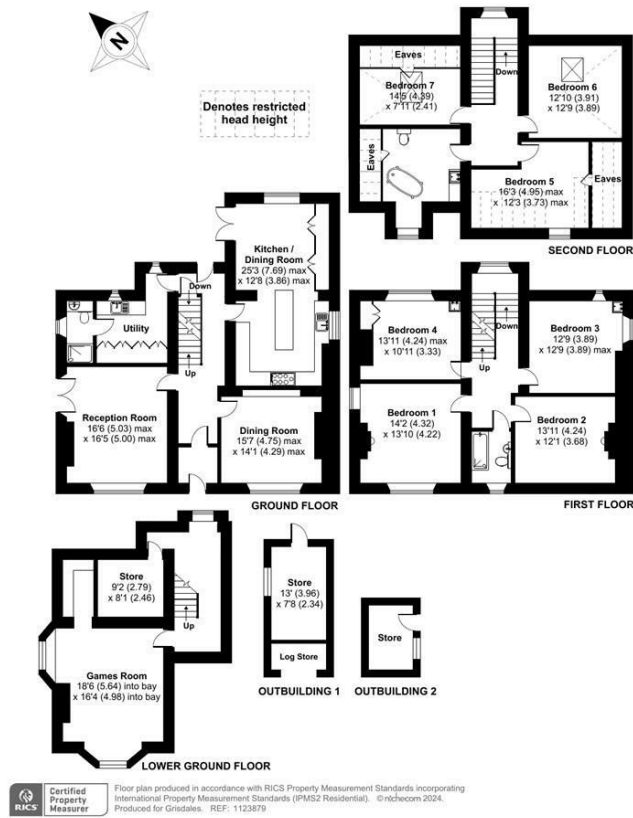 N
Denotes restricted
head height
Eaves
Down
Bedroom 7
14'5 (4.39)
x 7'11 (2.41)
Bedroom 6
12'10 (3.91)
x 12'9 (3.89)
Eaves
Bedroom 5
16'3 (4.95) max
x 12'3 (3.73) max
Eaves
SECOND FLOOR
Kitchen /
Dining Room
25'3 (7.69) max
x 12'8 (3.86) max
Down
Utility
Up
Reception Room
16'6 (5.03) max
x 16'5 (5.00) max
Dining Room
15'7 (4.75) max
x 14'1 (4.29) max
GROUND FLOOR
Bedroom 4
13'11 (4.24) max
x 10'11 (3.33)
Down
Up
Bedroom 3
12'9 (3.89)
x 12'9 (3.89) max
Bedroom 1
14'2 (4.32)
x 13'10 (4.22)
Bedroom 2
13'11 (4.24)
x 12'1 (3.68)
FIRST FLOOR
Store
9'2 (2.79)
x 8'1 (2.46)
Up
Games Room
18'6 (5.64) into bay
x 16'4 (4.98) into bay
LOWER GROUND FLOOR
Store
13' (3.96)
x 7'8 (2.34)
Log Store
OUTBUILDING 1
Store
OUTBUILDING 2
RICS
Certified
Property
Measurer
Floor plan produced in accordance with RICS Property Measurement Standards incorporating
International Property Measurement Standards (IPMS2 Residential). © nichecom 2024.
Produced for Grisdales. REF: 1123879